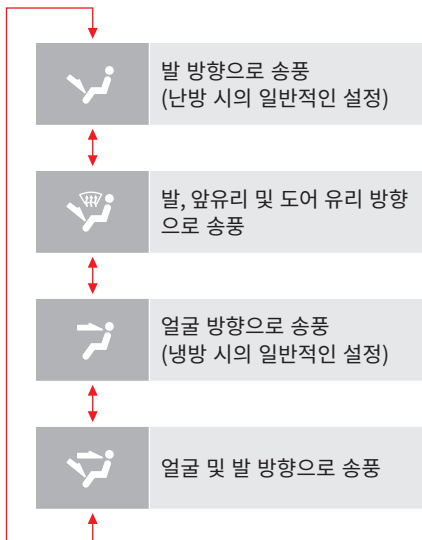 발 방향으로 송풍
(난방 시의 일반적인 설정)
발, 앞유리 및 도어 유리 방향
으로 송풍
얼굴 방향으로 송풍
(냉방 시의 일반적인 설정)
얼굴 및 발 방향으로 송풍